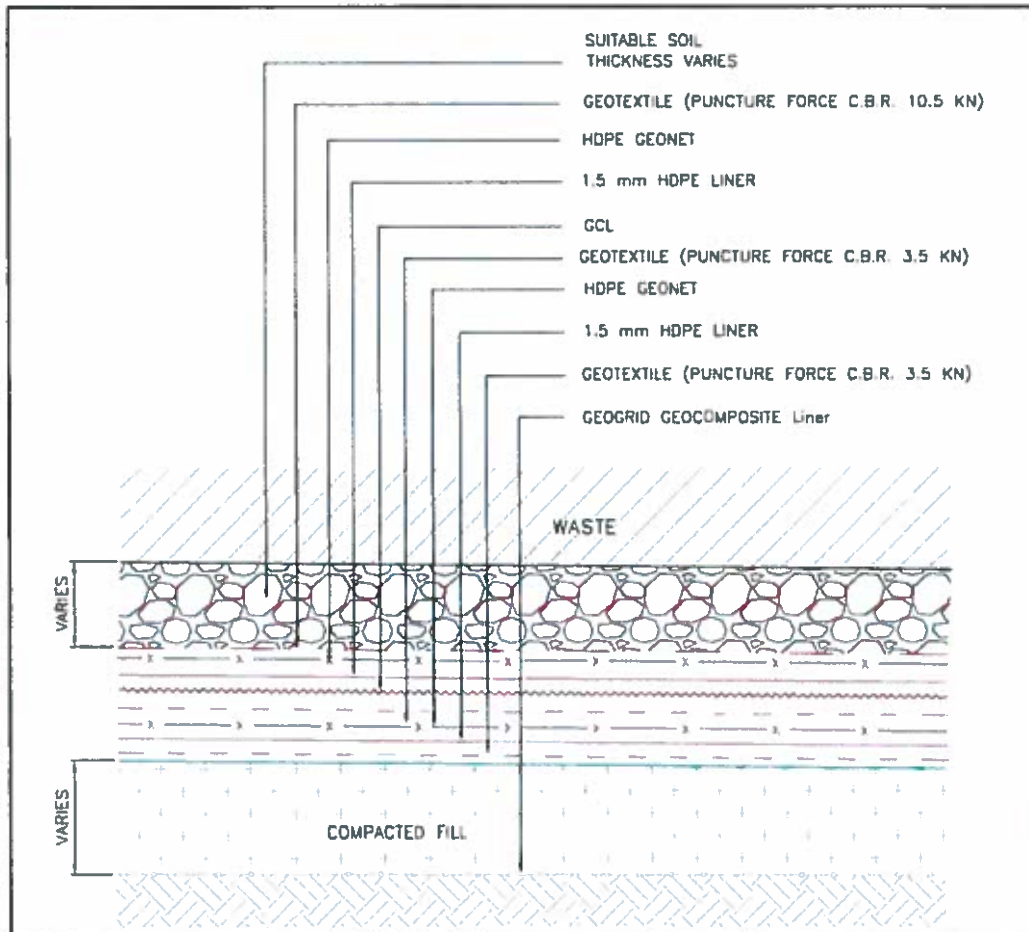 SUITABLE SOIL
THICKNESS VARIES
GEOTEXTILE (PUNCTURE FORCE C.B.R. 10.5 KN)
HDPE GEONET
1.5 mm HDPE LINER
GCL
GEOTEXTILE (PUNCTURE FORCE C.B.R. 3.5 KN)
HDPE GEONET
1.5 mm HDPE LINER
GEOTEXTILE (PUNCTURE FORCE C.B.R. 3.5 KN)
GEOGRID GEOCOMPOSITE Liner
WASTE
VARIES
VARIES
COMPACTED FILL